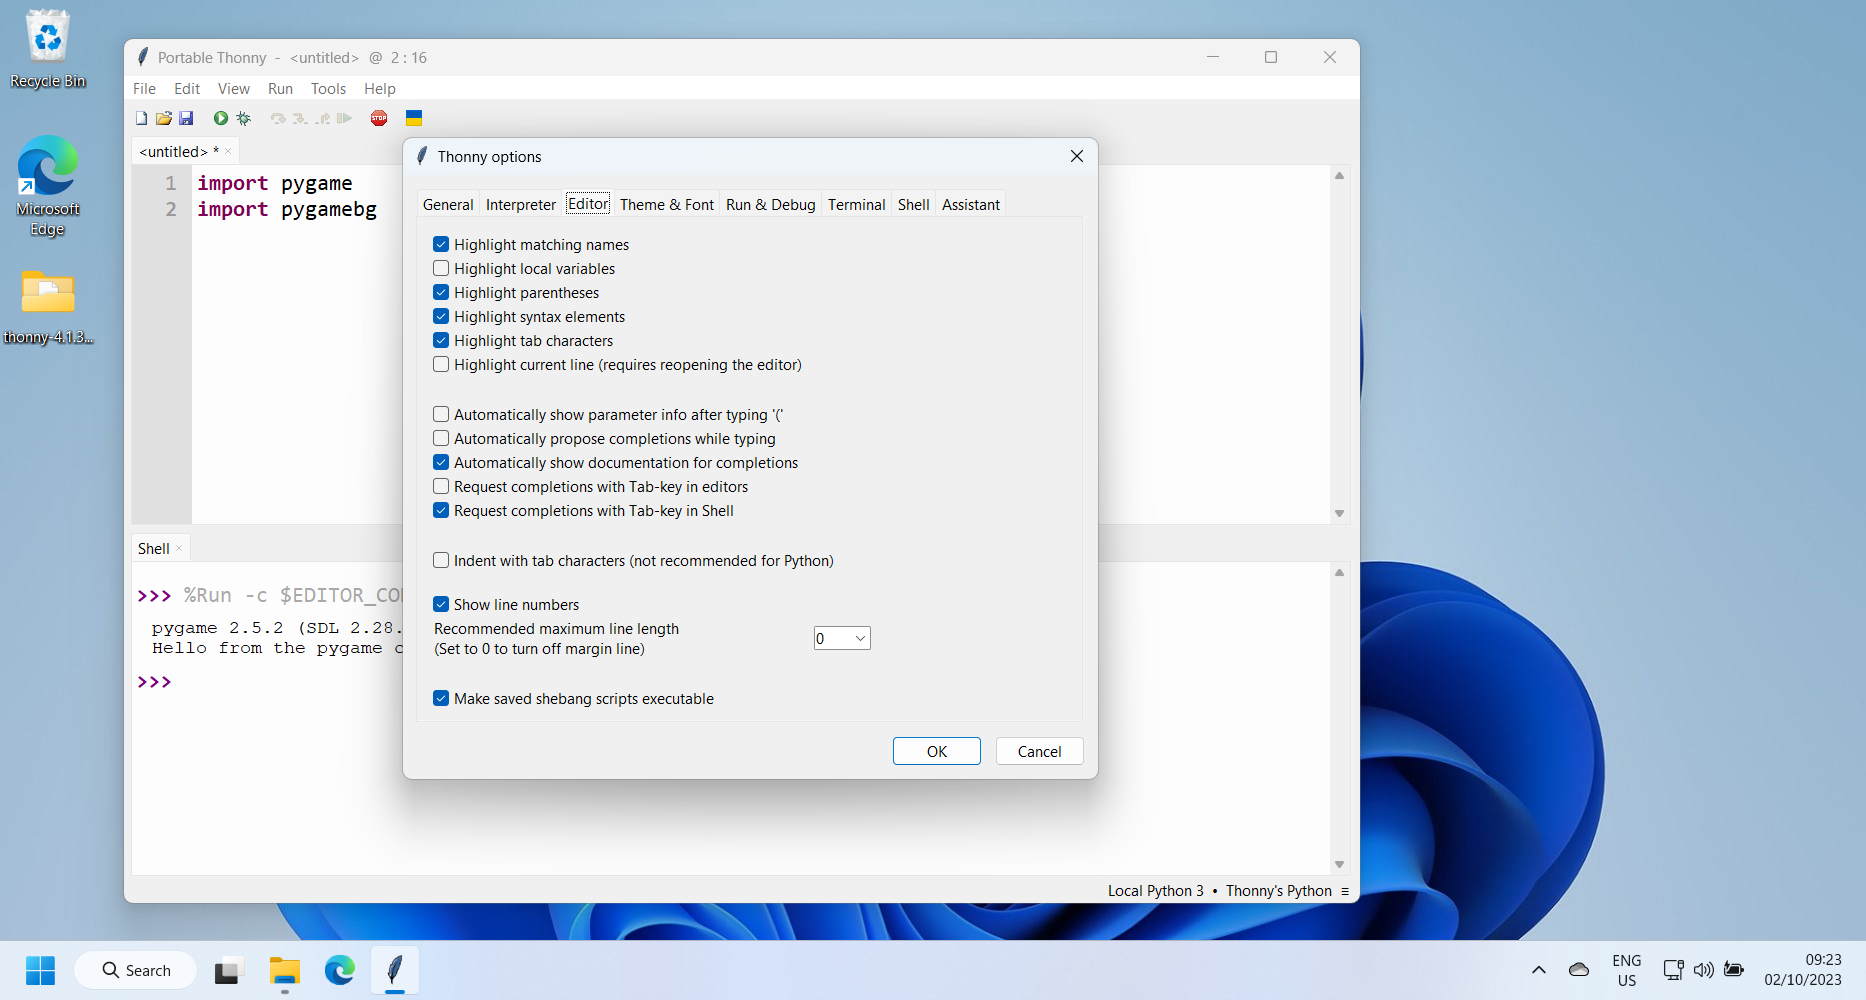 Recycle Bin
Microsoft
Edge
thonny-4.1.3...
Portable Thonny - <untitled> @ 2 : 16
File Edit View Run Tools Help
STOP
<untitled> *
1 import pygame
2 import pygamebg
Thonny options
General Interpreter Editor Theme & Font Run & Debug Terminal Shell Assistant
Highlight matching names
Highlight local variables
Highlight parentheses
Highlight syntax elements
Highlight tab characters
Highlight current line (requires reopening the editor)
Automatically show parameter info after typing '('
Automatically propose completions while typing
Automatically show documentation for completions
Request completions with Tab-key in editors
Request completions with Tab-key in Shell
Indent with tab characters (not recommended for Python)
Show line numbers
Recommended maximum line length
(Set to 0 to turn off margin line)
0
Make saved shebang scripts executable
OK Cancel
Shell
>>> %Run -c $EDITOR_CO
pygame 2.5.2 (SDL 2.28.
Hello from the pygame c
>>>
Local Python 3 • Thonny's Python ≡
Search
ENG
US
09:23
02/10/2023